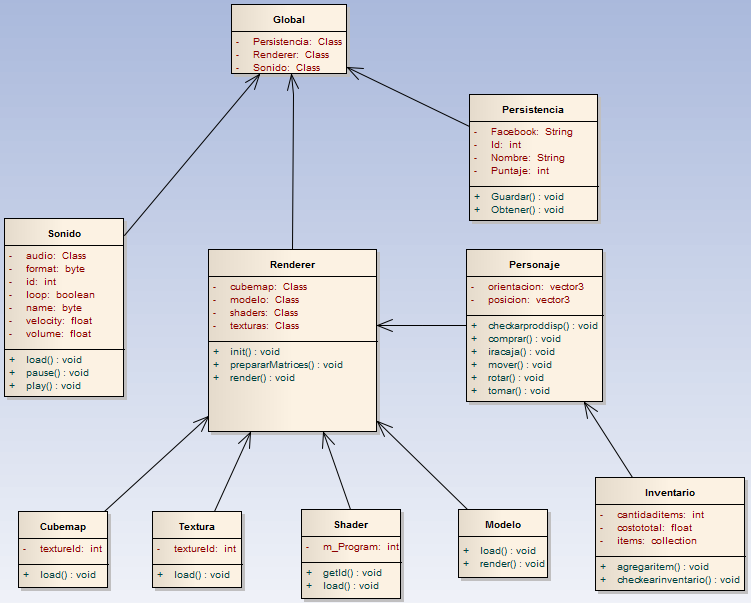 Global
- Persistencia: Class
- Renderer: Class
- Sonido: Class
Persistencia
- Facebook: String
- Id: int
- Nombre: String
- Puntaje: int
+ Guardar() : void
+ Obtener() : void
Sonido
- audio: Class
- format: byte
- id: int
- loop: boolean
- name: byte
- velocity: float
- volume: float
+ load() : void
+ pause() : void
+ play() : void
Renderer
- cubemap: Class
- modelo: Class
- shaders: Class
- texturas: Class
+ init() : void
+ prepararMatrices() : void
+ render() : void
Personaje
- orientacion: vector3
- posicion: vector3
+ checkarproddisp() : void
+ comprar() : void
+ iracaja() : void
+ mover() : void
+ rotar() : void
+ tomar() : void
Cubemap
- textureId: int
+ load() : void
Textura
- textureId: int
+ load() : void
Shader
- m_Program: int
+ getId() : void
+ load() : void
Modelo
+ load() : void
+ render() : void
Inventario
- cantidaditems: int
- costototal: float
- items: collection
+ agregaritem() : void
+ checkearinventario() : void